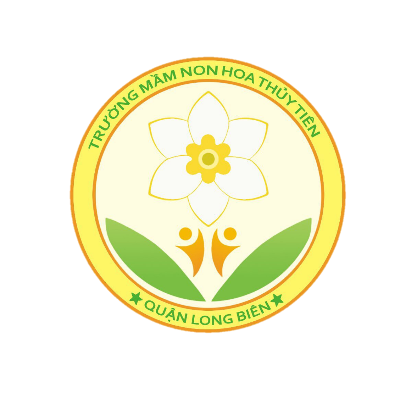 TRƯỜNG MẦM NON HOA THỦY TIÊN
QUẬN LONG BIÊN